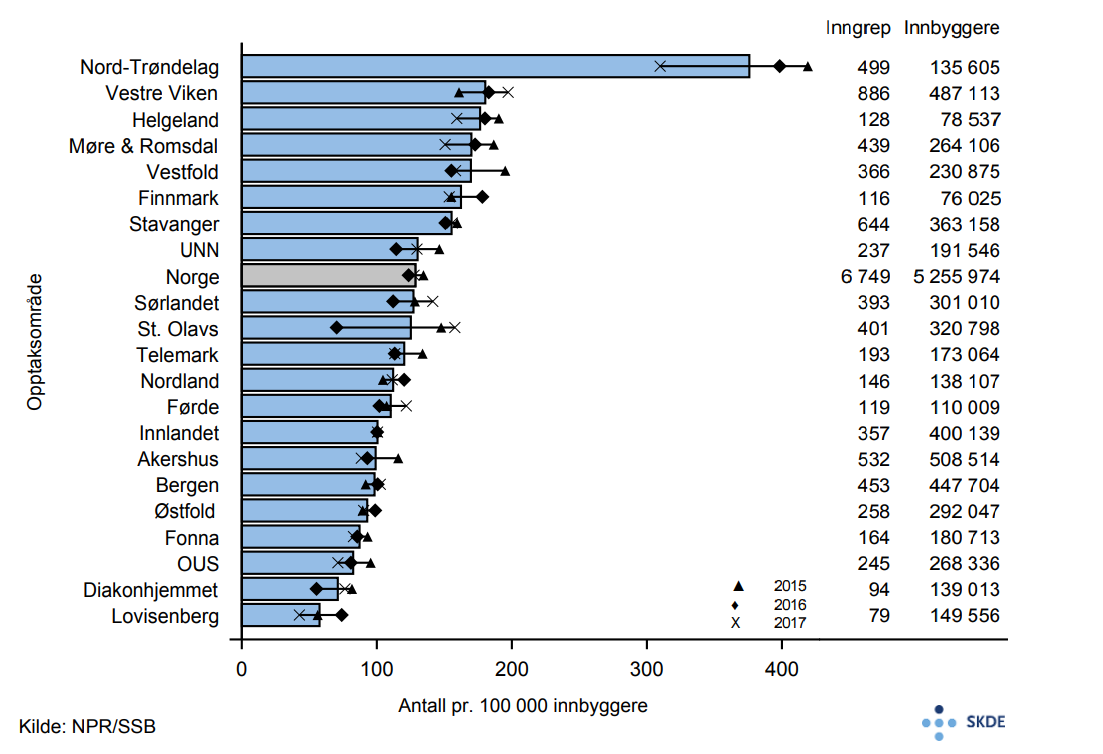 Inngrep Innbyggere
Nord-Trøndelag 499 135 605
Vestre Viken 886 487 113
Helgeland 128 78 537
Møre & Romsdal 439 264 106
Vestfold 366 230 875
Finnmark 116 76 025
Stavanger 644 363 158
UNN 237 191 546
Norge 6 749 5 255 974
Sørlandet 393 301 010
St. Olavs 401 320 798
Telemark 193 173 064
Nordland 146 138 107
Førde 119 110 009
Innlandet 357 400 139
Akershus 532 508 514
Bergen 453 447 704
Østfold 258 292 047
Fonna 164 180 713
OUS 245 268 336
Diakonhjemmet 94 139 013
Lovisenberg 79 149 556
Opptaksområde
2015
2016
2017
0 100 200 300 400
Antall pr. 100 000 innbyggere
Kilde: NPR/SSB
SKDE